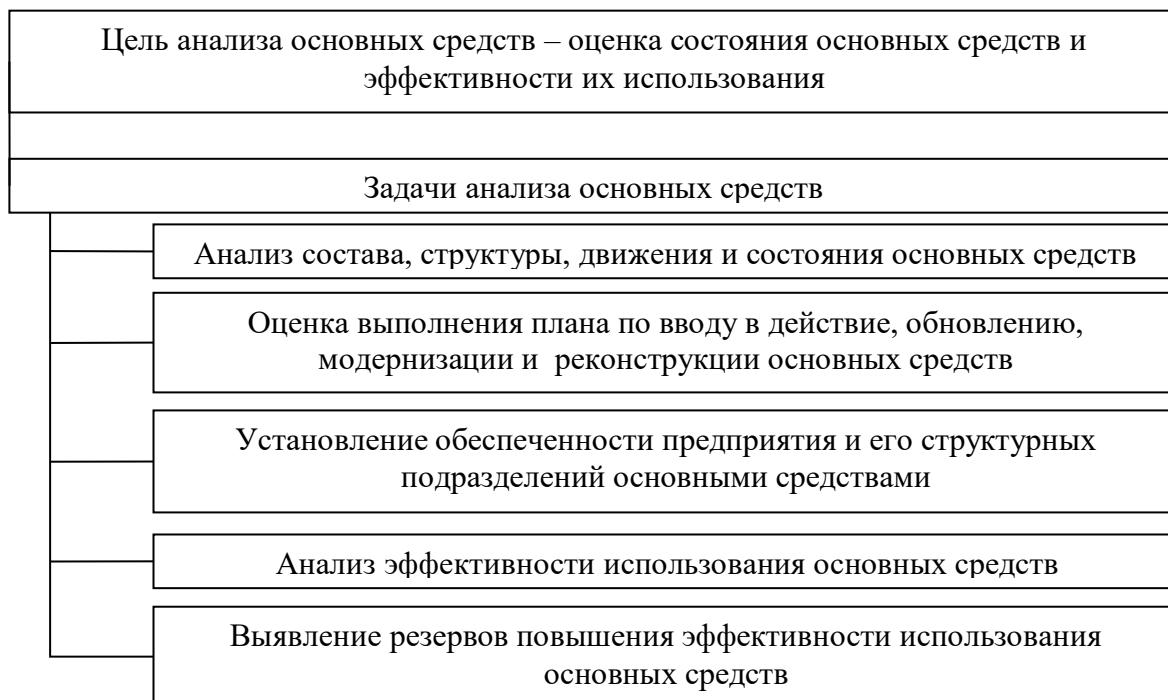 Цель анализа основных средств – оценка состояния основных средств и
эффективности их использования
Задачи анализа основных средств
Анализ состава, структуры, движения и состояния основных средств
Оценка выполнения плана по вводу в действие, обновлению,
модернизации и  реконструкции основных средств
Установление обеспеченности предприятия и его структурных
подразделений основными средствами
Анализ эффективности использования основных средств
Выявление резервов повышения эффективности использования
основных средств